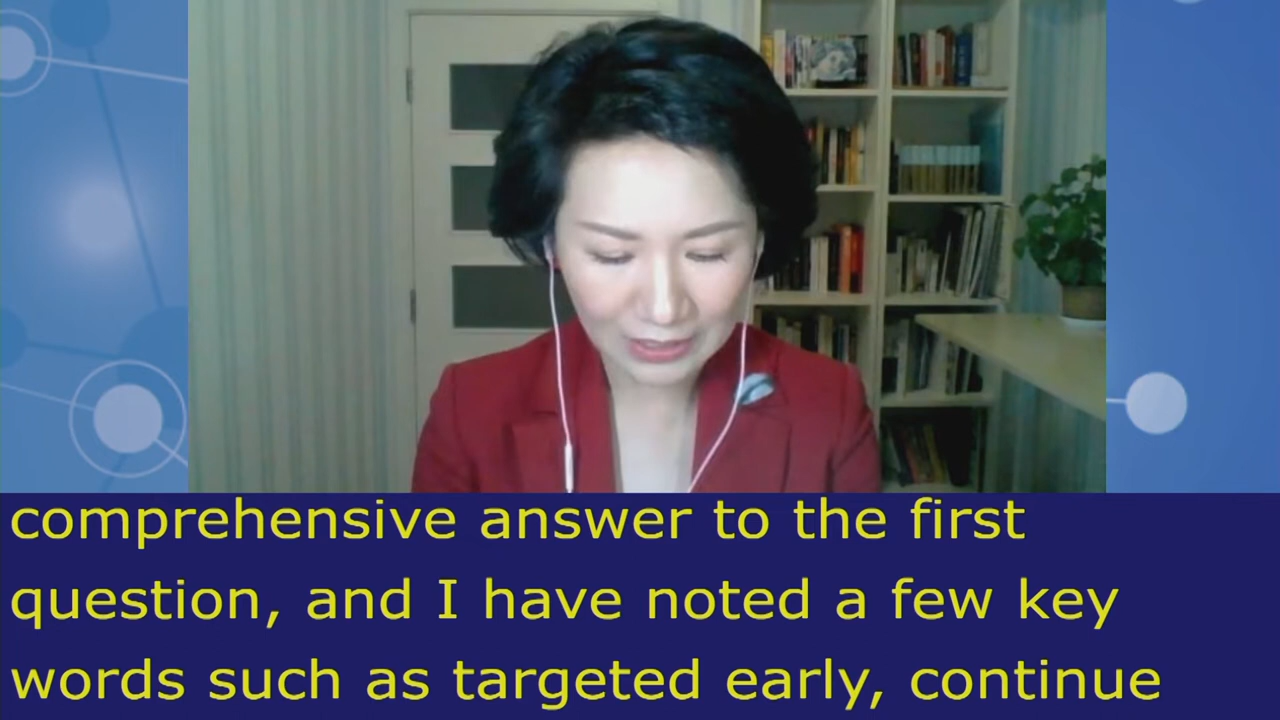 comprehensive answer to the first
question, and I have noted a few key
words such as targeted early, continue